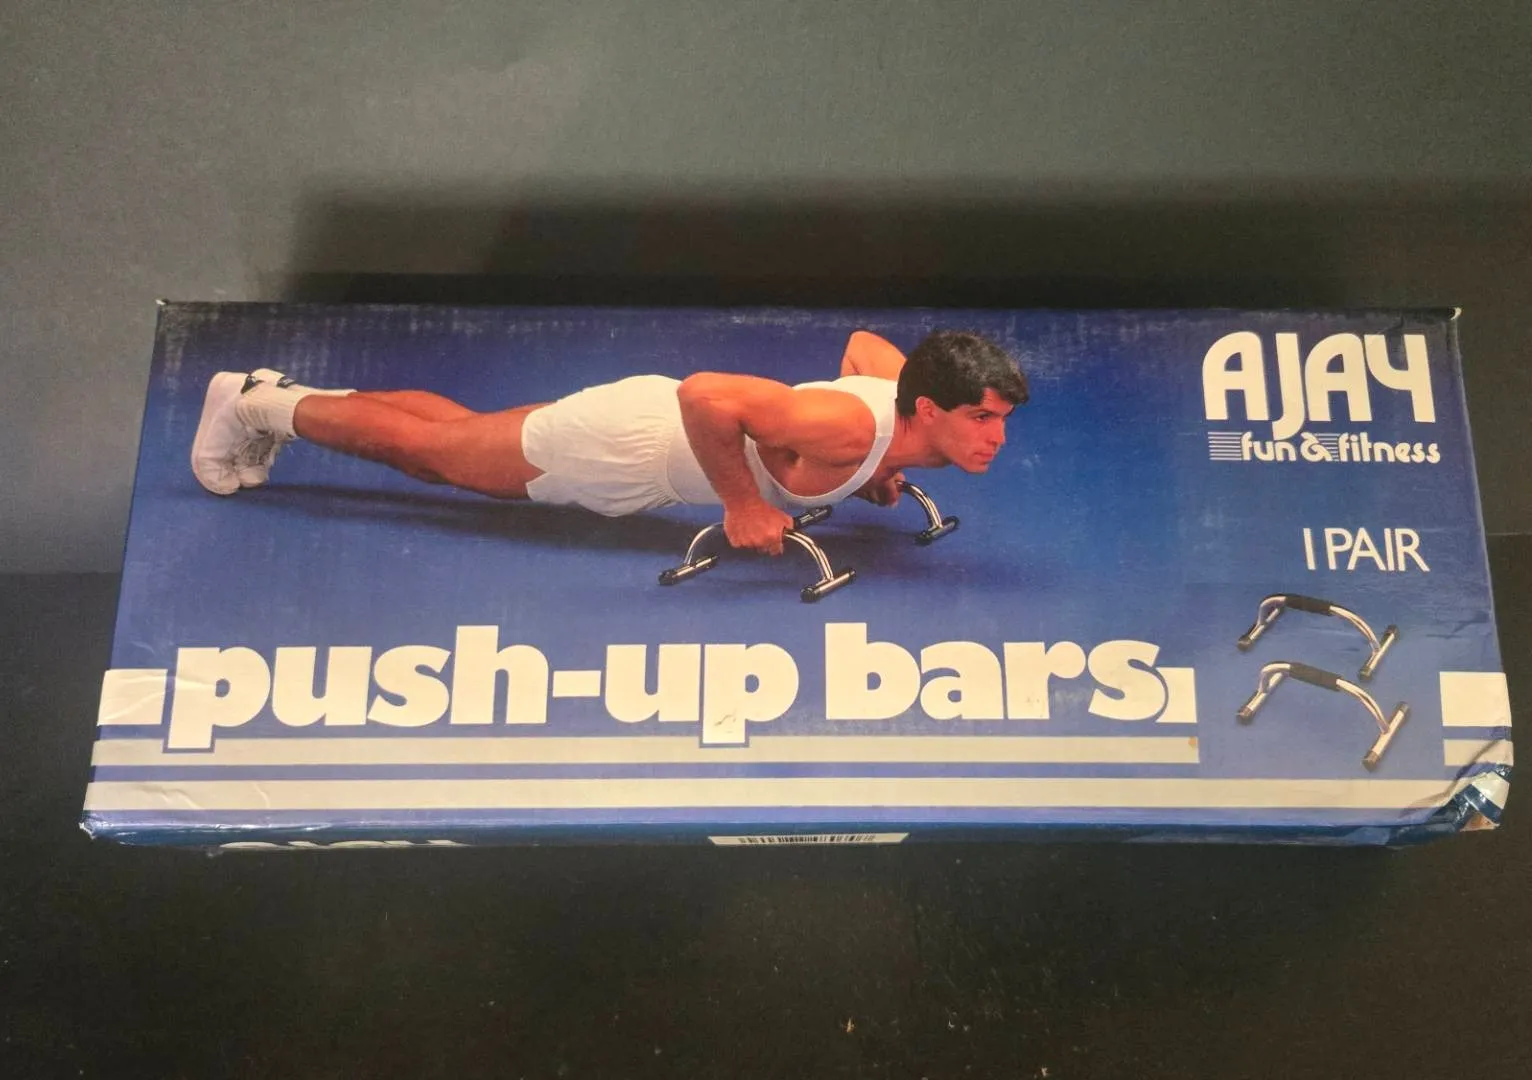 AJAY
fun & fitness
1 PAIR
push-up bars